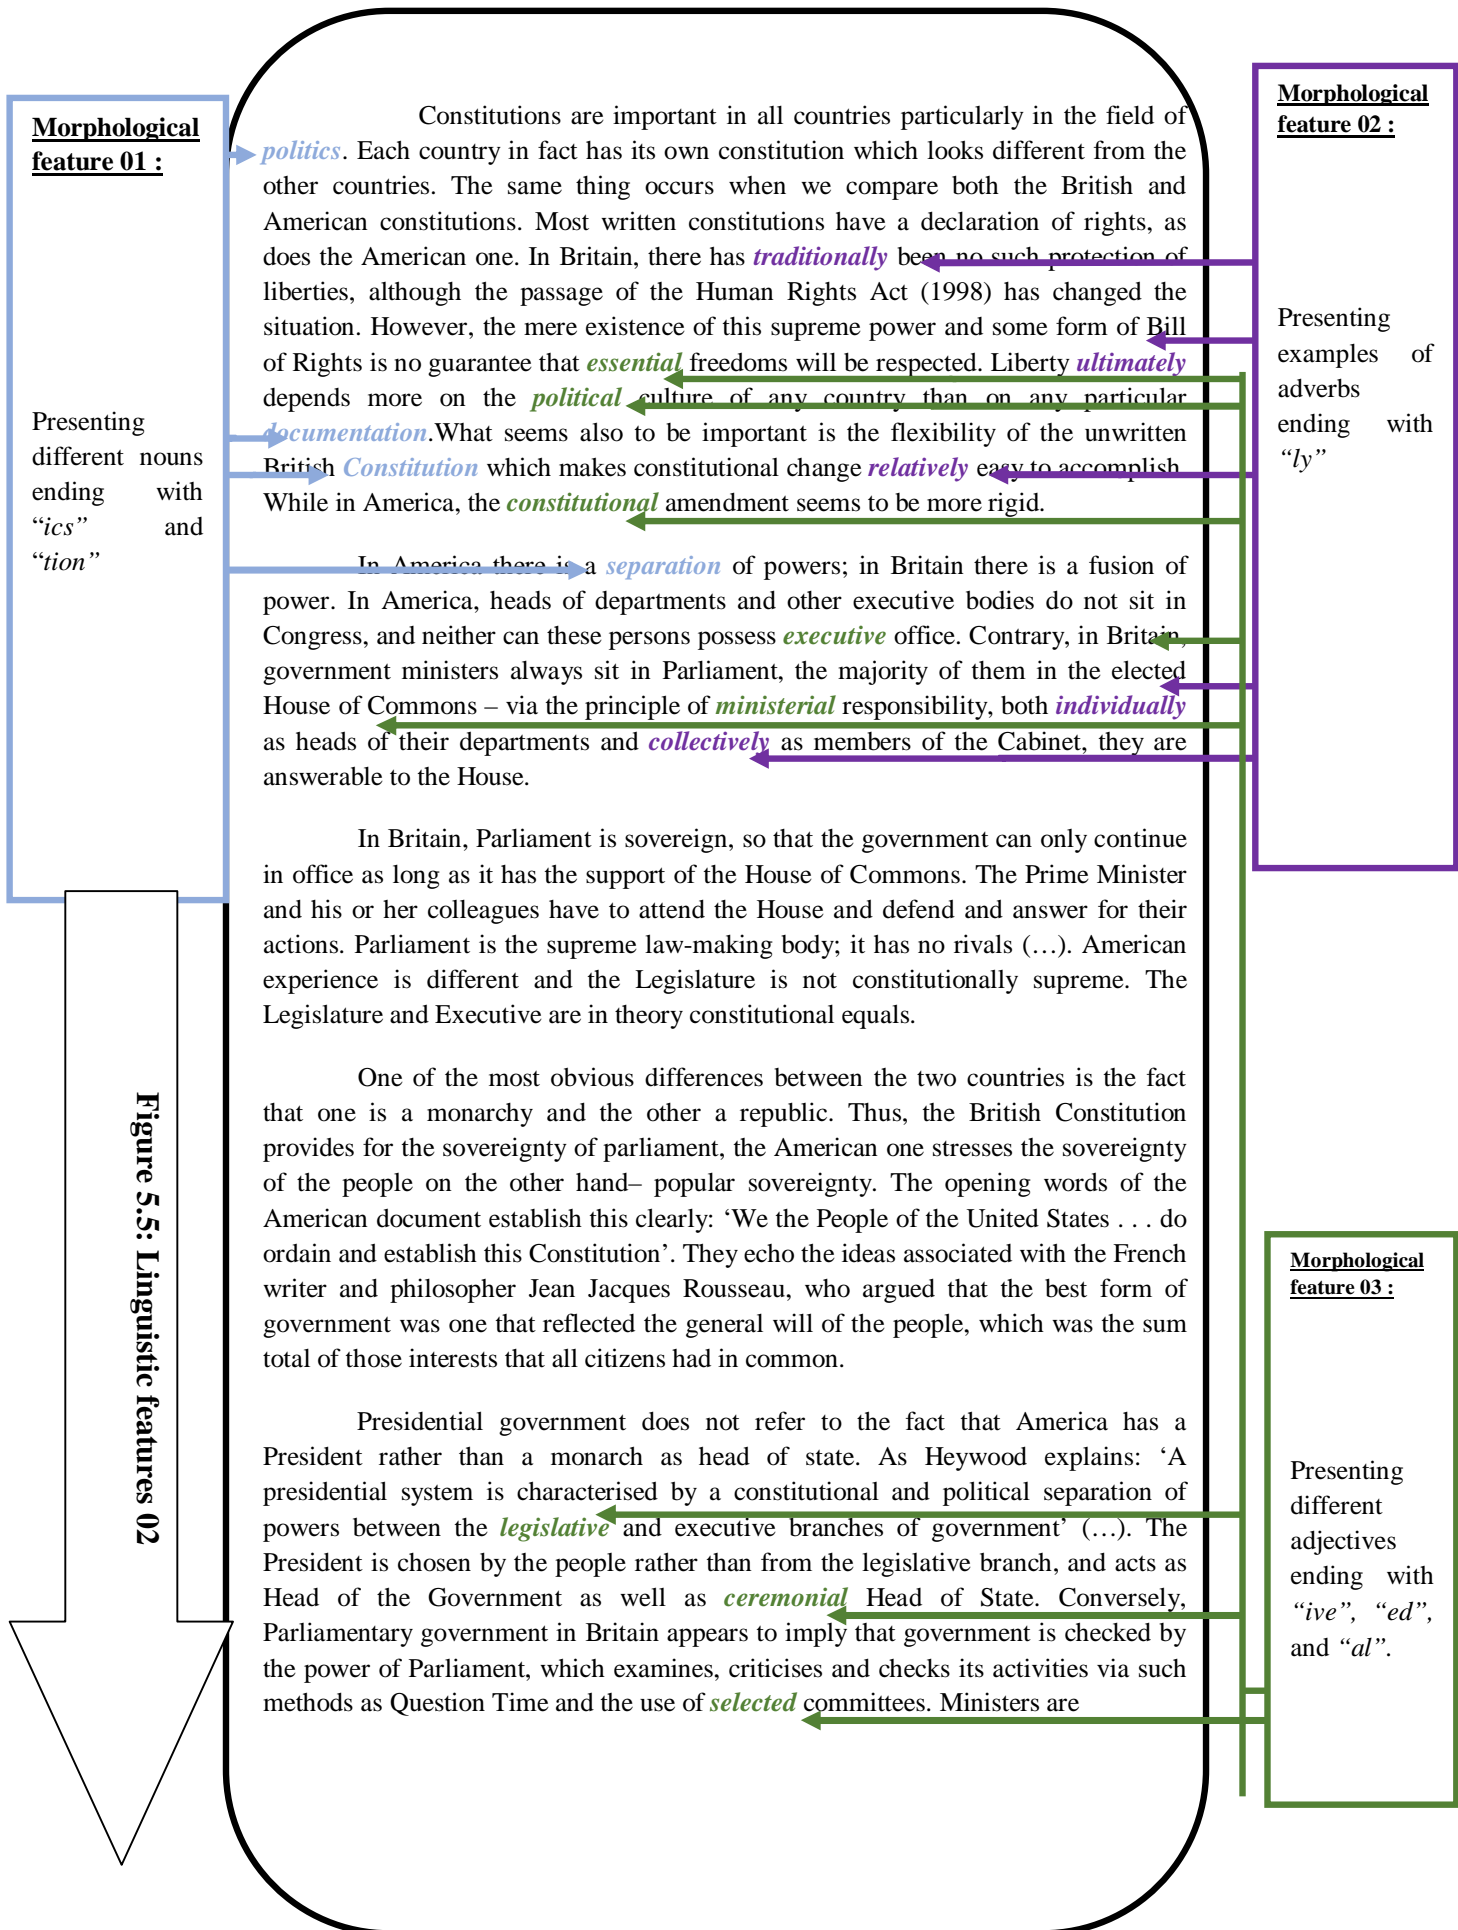 Morphological
feature 01 :
Presenting
different nouns
ending with
“ics” and
“tion”
Constitutions are important in all countries particularly in the field of
politics. Each country in fact has its own constitution which looks different from the
other countries. The same thing occurs when we compare both the British and
American constitutions. Most written constitutions have a declaration of rights, as
does the American one. In Britain, there has traditionally been no such protection of
liberties, although the passage of the Human Rights Act (1998) has changed the
situation. However, the mere existence of this supreme power and some form of Bill
of Rights is no guarantee that essential freedoms will be respected. Liberty ultimately
depends more on the political culture of any country than on any particular
documentation.What seems also to be important is the flexibility of the unwritten
British Constitution which makes constitutional change relatively easy to accomplish.
While in America, the constitutional amendment seems to be more rigid.
In America there is a separation of powers; in Britain there is a fusion of
power. In America, heads of departments and other executive bodies do not sit in
Congress, and neither can these persons possess executive office. Contrary, in Britain,
government ministers always sit in Parliament, the majority of them in the elected
House of Commons – via the principle of ministerial responsibility, both individually
as heads of their departments and collectively as members of the Cabinet, they are
answerable to the House.
In Britain, Parliament is sovereign, so that the government can only continue
in office as long as it has the support of the House of Commons. The Prime Minister
and his or her colleagues have to attend the House and defend and answer for their
actions. Parliament is the supreme law-making body; it has no rivals (…). American
experience is different and the Legislature is not constitutionally supreme. The
Legislature and Executive are in theory constitutional equals.
One of the most obvious differences between the two countries is the fact
that one is a monarchy and the other a republic. Thus, the British Constitution
provides for the sovereignty of parliament, the American one stresses the sovereignty
of the people on the other hand– popular sovereignty. The opening words of the
American document establish this clearly: ‘We the People of the United States . . . do
ordain and establish this Constitution’. They echo the ideas associated with the French
writer and philosopher Jean Jacques Rousseau, who argued that the best form of
government was one that reflected the general will of the people, which was the sum
total of those interests that all citizens had in common.
Presidential government does not refer to the fact that America has a
President rather than a monarch as head of state. As Heywood explains: ‘A
presidential system is characterised by a constitutional and political separation of
powers between the legislative and executive branches of government’ (…). The
President is chosen by the people rather than from the legislative branch, and acts as
Head of the Government as well as ceremonial Head of State. Conversely,
Parliamentary government in Britain appears to imply that government is checked by
the power of Parliament, which examines, criticises and checks its activities via such
methods as Question Time and the use of selected committees. Ministers are
Morphological
feature 02 :
Presenting
examples of
adverbs
ending with
“ly”
Morphological
feature 03 :
Presenting
different
adjectives
ending with
“ive”, “ed”,
and “al”.
Figure 5.5: Linguistic features 02